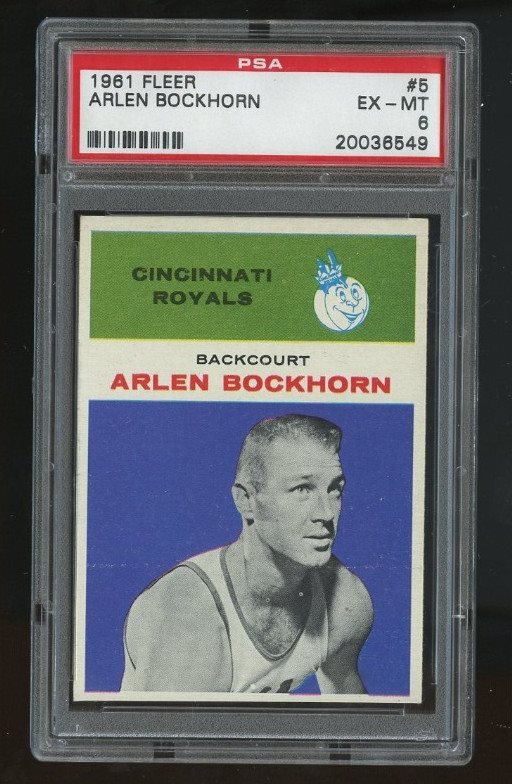 PSA
1961 FLEER #5
ARLEN BOCKHORN EX - MT
6
20036549
CINCINNATI
ROYALS
BACKCOURT
ARLEN BOCKHORN